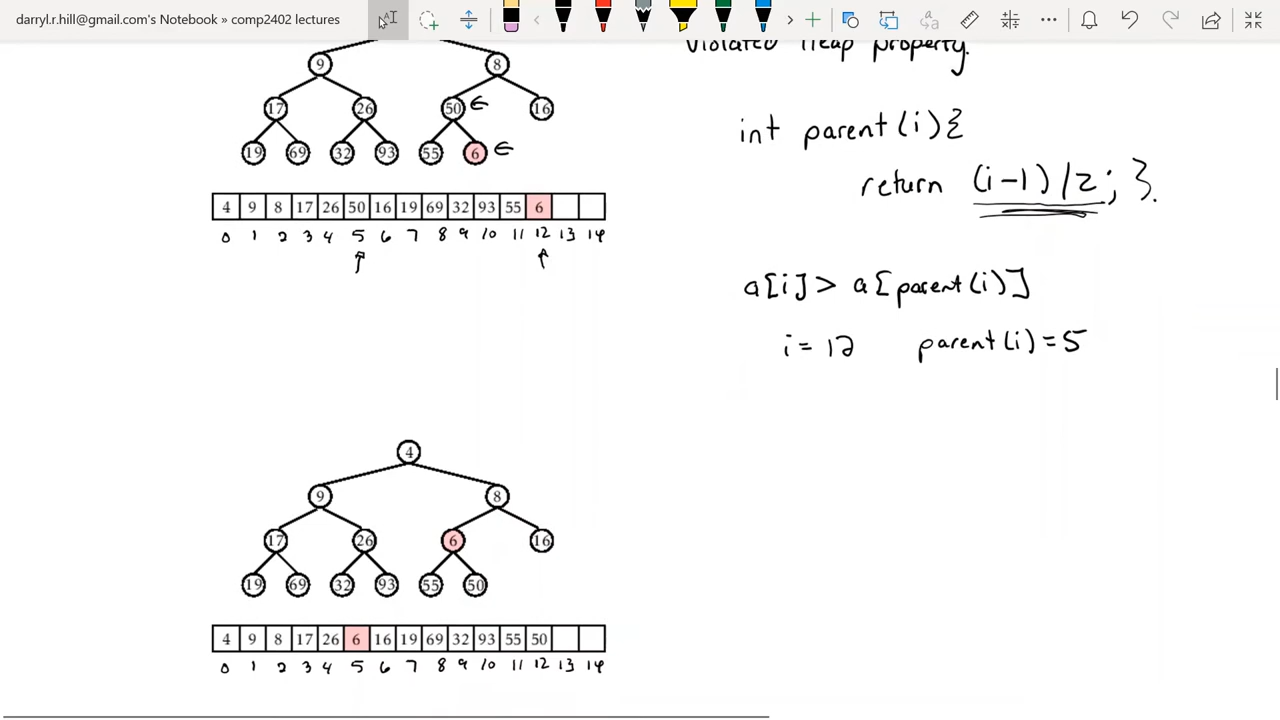 darryl.r.hill@gmail.com's Notebook » comp2402 lectures
violated Heap property.
9 8
17 26 50 ∈ 16
19 69 32 93 55 6 ∈
4 9 8 17 26 50 16 19 69 32 93 55 6
0 1 2 3 4 5 6 7 8 9 10 11 12 13 14
↑ ↑
int parent(i){
return (i-1)/2; }.
a[i] > a[parent(i)]
i = 12 parent(i) = 5
4
9 8
17 26 6 16
19 69 32 93 55 50
4 9 8 17 26 6 16 19 69 32 93 55 50
0 1 2 3 4 5 6 7 8 9 10 11 12 13 14